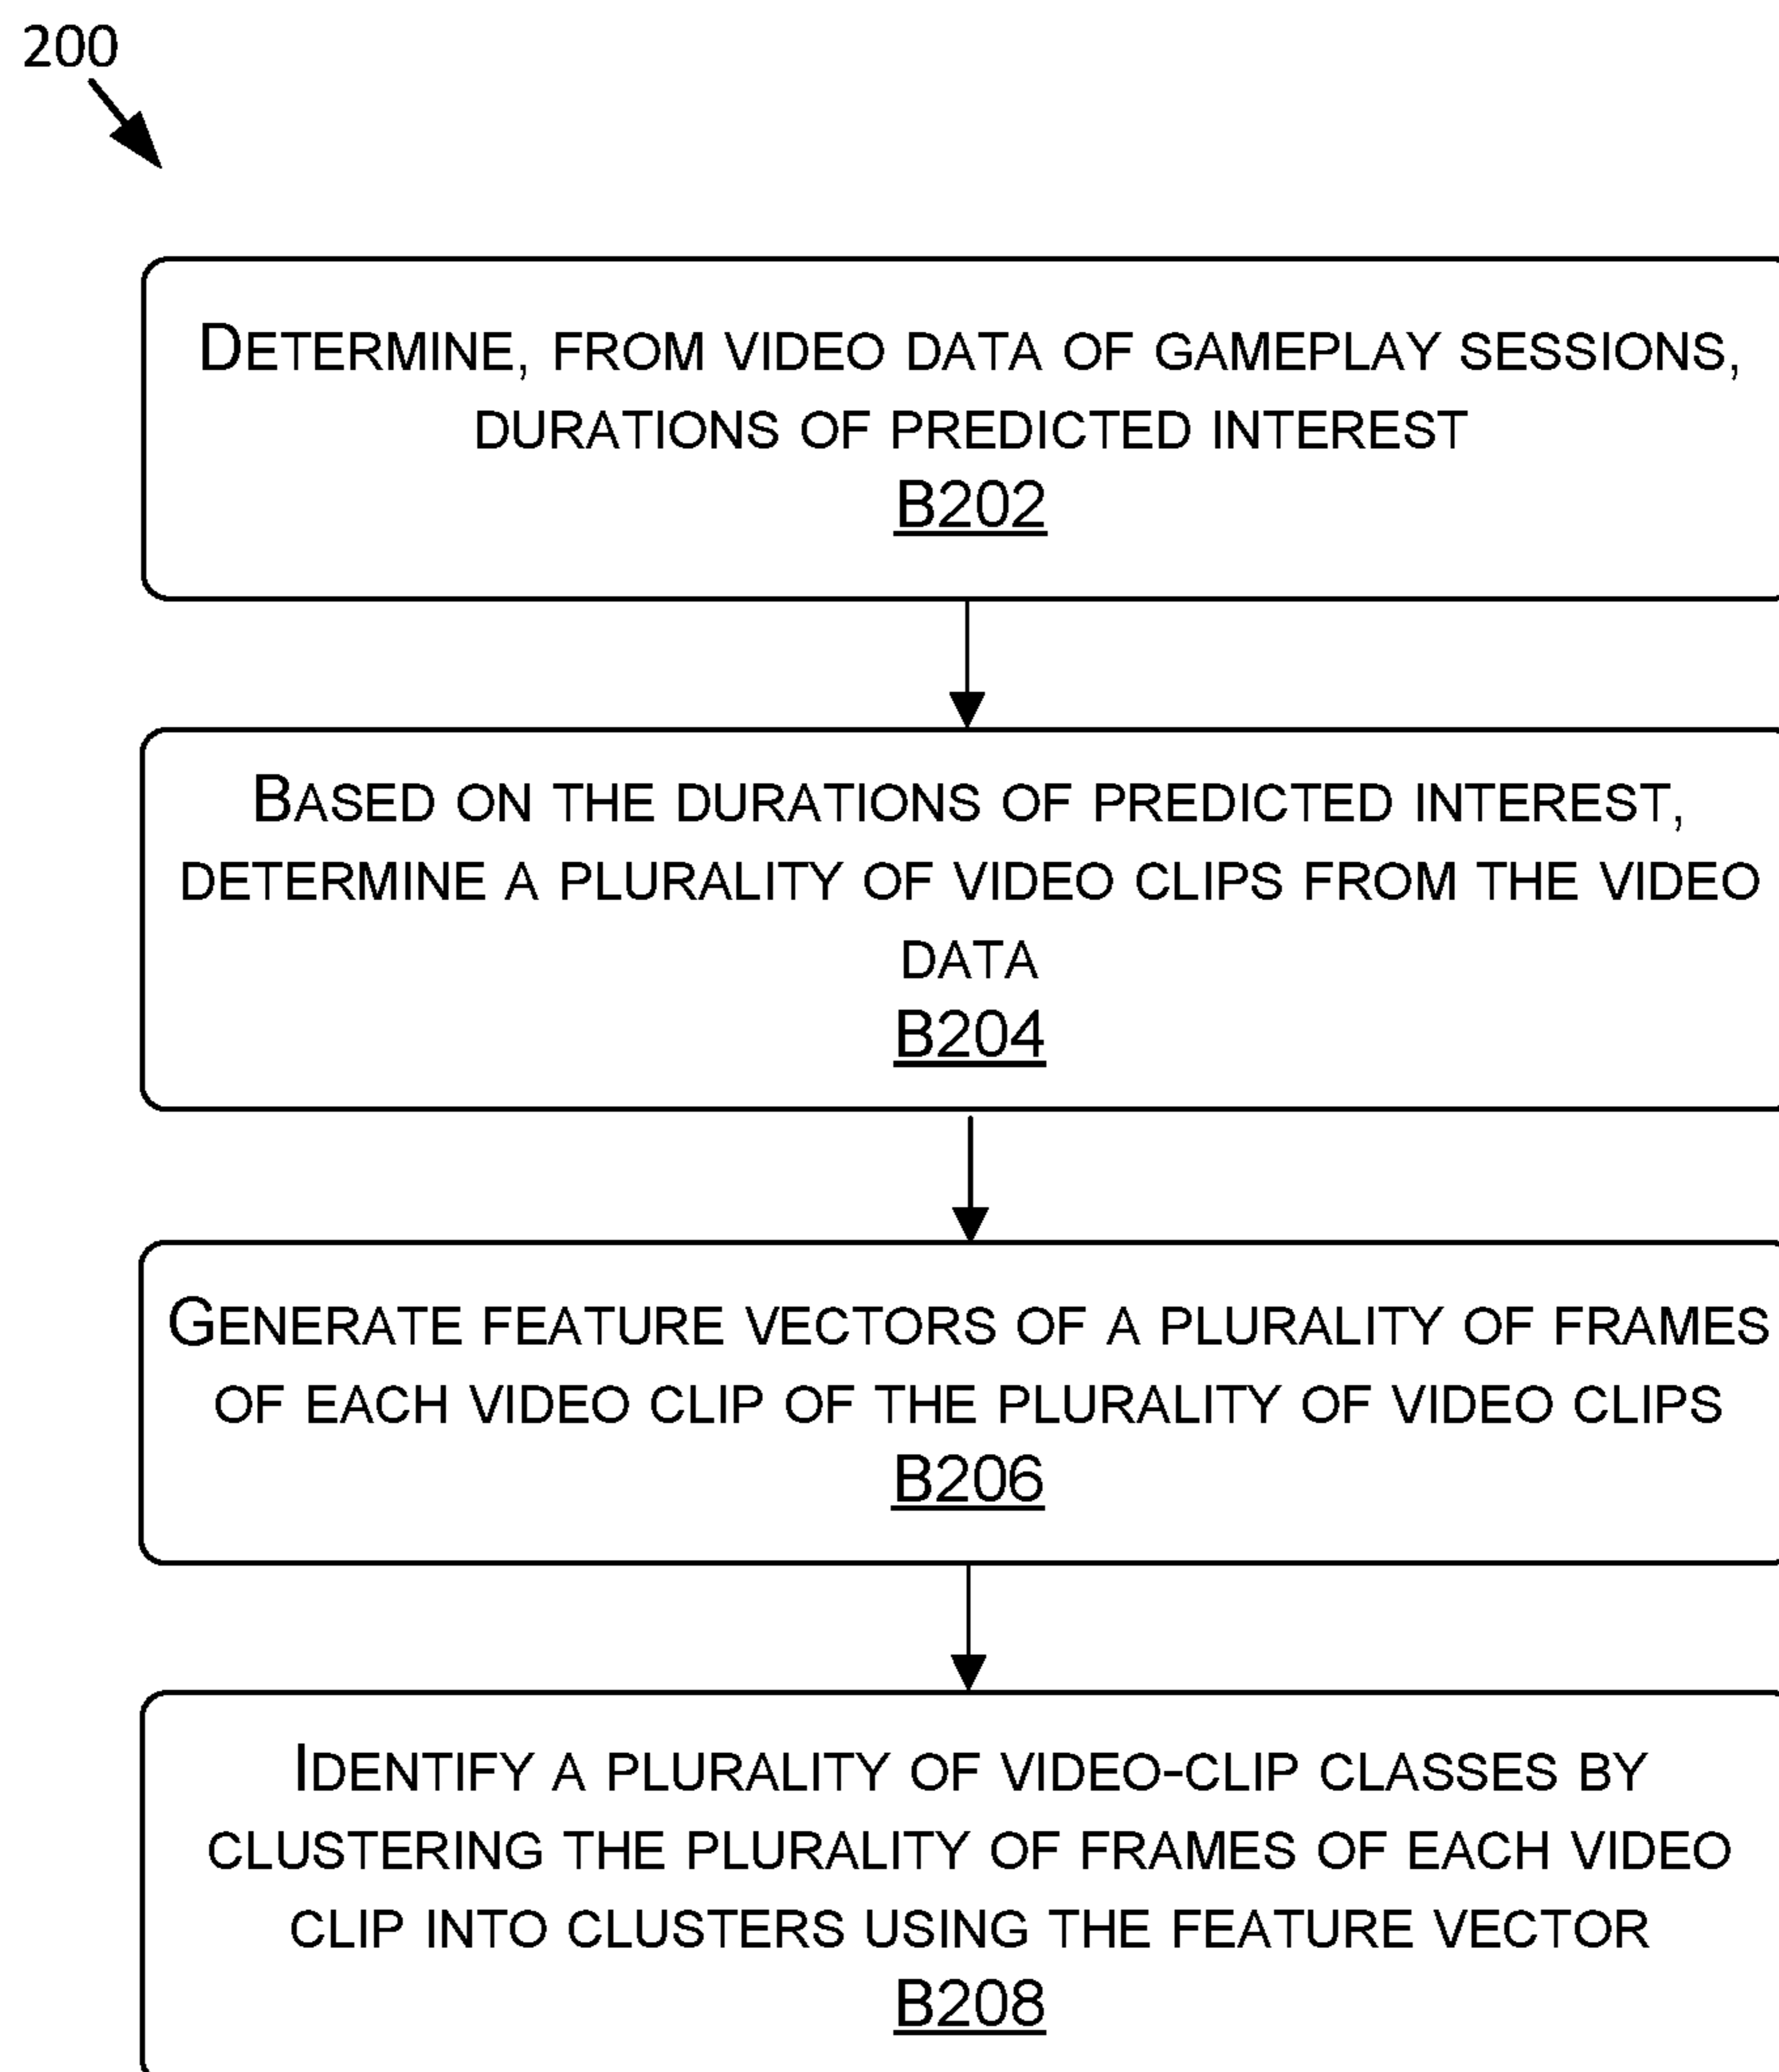 200
DETERMINE, FROM VIDEO DATA OF GAMEPLAY SESSIONS,
DURATIONS OF PREDICTED INTEREST
B202
BASED ON THE DURATIONS OF PREDICTED INTEREST,
DETERMINE A PLURALITY OF VIDEO CLIPS FROM THE VIDEO
DATA
B204
GENERATE FEATURE VECTORS OF A PLURALITY OF FRAMES
OF EACH VIDEO CLIP OF THE PLURALITY OF VIDEO CLIPS
B206
IDENTIFY A PLURALITY OF VIDEO-CLIP CLASSES BY
CLUSTERING THE PLURALITY OF FRAMES OF EACH VIDEO
CLIP INTO CLUSTERS USING THE FEATURE VECTOR
B208